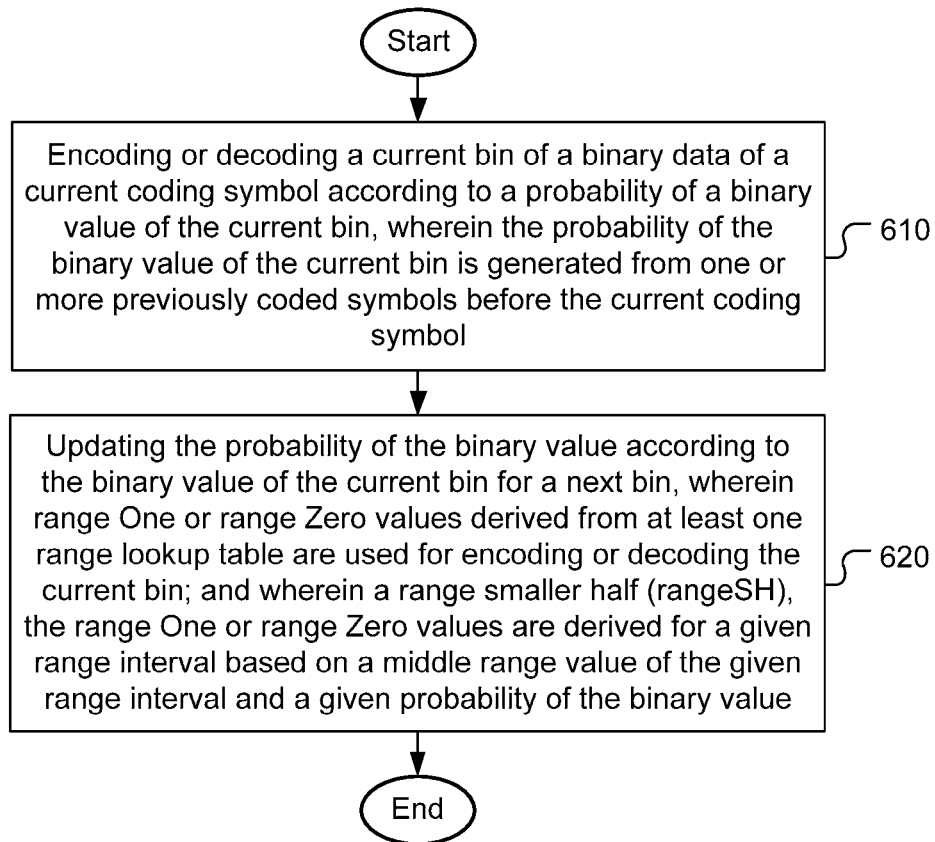 Start
Encoding or decoding a current bin of a binary data of a
current coding symbol according to a probability of a binary
value of the current bin, wherein the probability of the
binary value of the current bin is generated from one or
more previously coded symbols before the current coding
symbol
610
Updating the probability of the binary value according to
the binary value of the current bin for a next bin, wherein
range One or range Zero values derived from at least one
range lookup table are used for encoding or decoding the
current bin; and wherein a range smaller half (rangeSH),
the range One or range Zero values are derived for a given
range interval based on a middle range value of the given
range interval and a given probability of the binary value
620
End